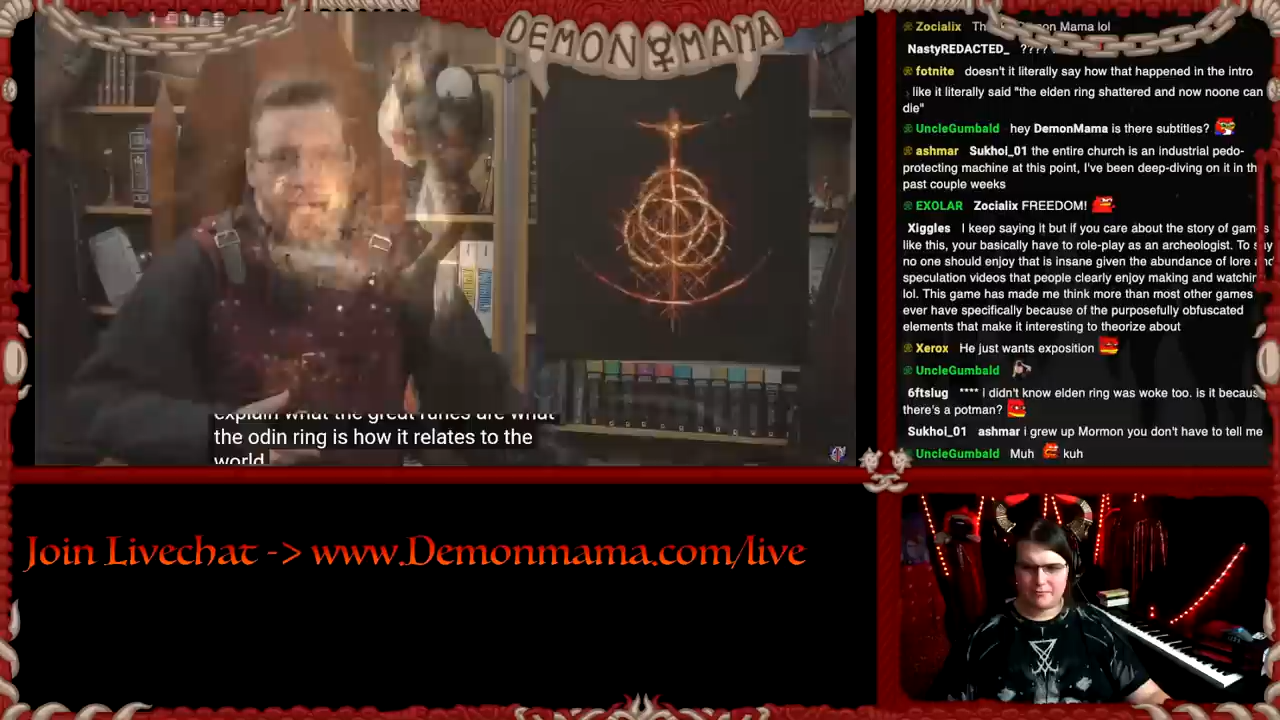 DEMON MAMA
Zocialix Th on Mama lol
NastyREDACTED_ ????
fotnite doesn't it literally say how that happened in the intro
like it literally said "the elden ring shattered and now noone can
die"
UncleGumbald hey DemonMama is there subtitles?
ashmar Sukhoi_01 the entire church is an industrial pedo-
protecting machine at this point, I've been deep-diving on it in th
past couple weeks
EXOLAR Zocialix FREEDOM!
Xiggles I keep saying it but if you care about the story of games
like this, your basically have to role-play as an archeologist. To say
no one should enjoy that is insane given the abundance of lore and
speculation videos that people clearly enjoy making and watchin
lol. This game has made me think more than most other games
ever have specifically because of the purposefully obfuscated
elements that make it interesting to theorize about
Xerox He just wants exposition
UncleGumbald
6ftslug **** i didn't know elden ring was woke too. is it becaus
there's a potman?
Sukhoi_01 ashmar i grew up Mormon you don't have to tell me
UncleGumbald Muh kuh
explain what the great runes are what
the odin ring is how it relates to the
world
Join Livechat -> www.Demonmama.com/live